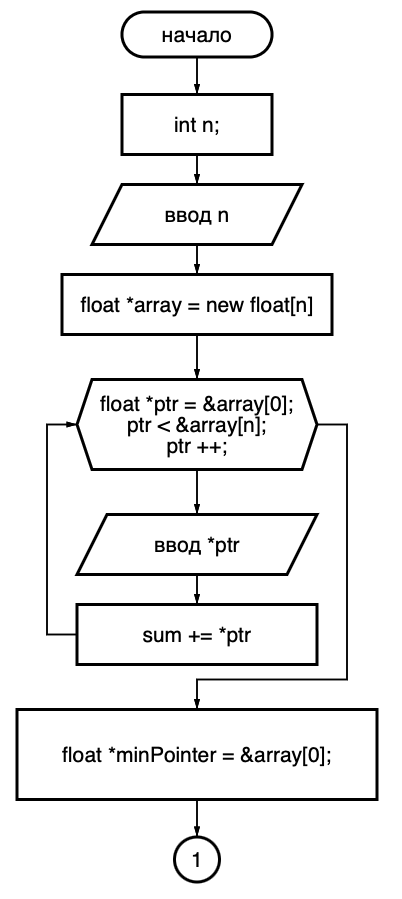 начало
int n;
ввод n
float *array = new float[n]
float *ptr = &array[0];
ptr < &array[n];
ptr ++;
ввод *ptr
sum += *ptr
float *minPointer = &array[0];
1